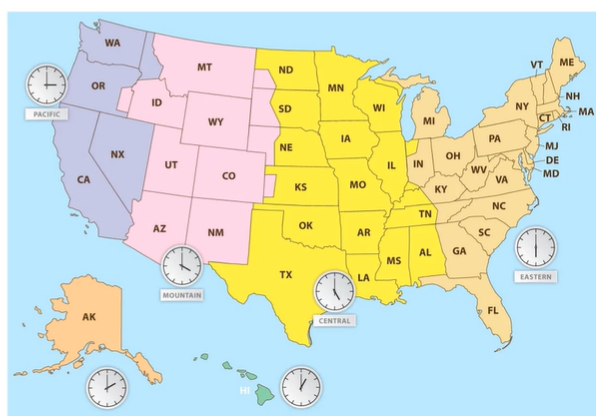 WA
OR
PACIFIC
CA
NX
MT
ID
WY
UT
CO
AZ
NM
MOUNTAIN
ND
SD
NE
KS
OK
TX
MN
IA
MO
AR
LA
WI
IL
MS
AL
TN
CENTRAL
MI
IN
OH
KY
WV
VA
PA
NY
NC
SC
GA
FL
VT
ME
NH
MA
CT
RI
MJ
DE
MD
EASTERN
AK
HI